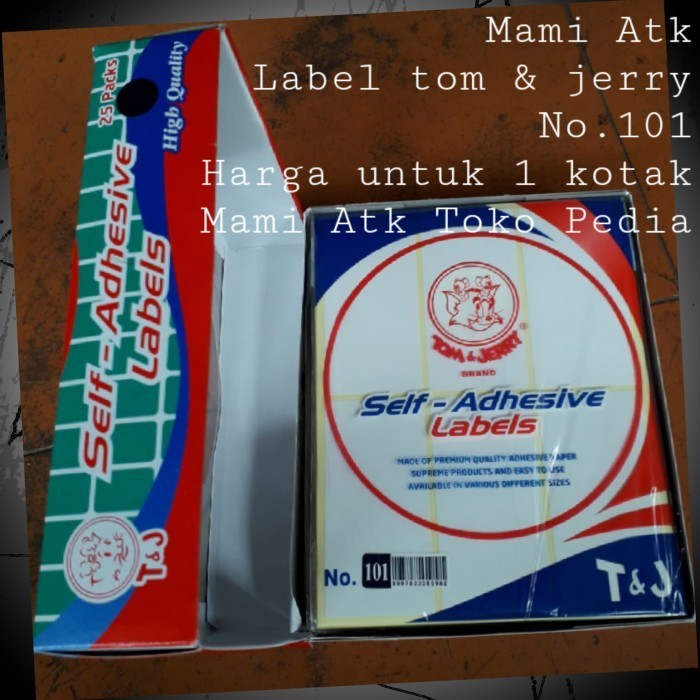 Mami Atk
Label tom & jerry
No.101
Harga untuk 1 kotak
Mami Atk Toko Pedia
25 Packs
High Quality
Self - Adhesive
Labels
T&J
TOM & JERRY
®
BRAND
Self - Adhesive
Labels
MADE OF PREMIUM QUALITY ADHESIVE PAPER
SUPREME PRODUCTS AND EASY TO USE
AVAILABLE IN VARIOUS DIFFERENT SIZES
No. 101
T&J